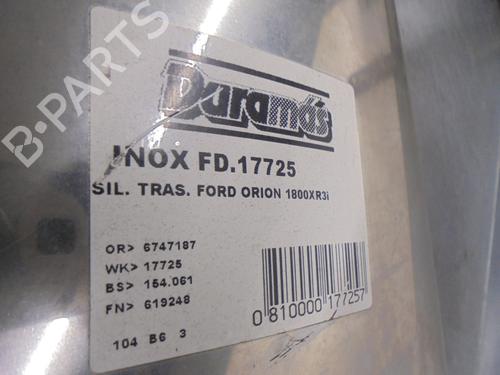 B-PARTS
Duramás
INOX FD.17725
SIL. TRAS. FORD ORION 1800XR3i
OR> 6747187
WK> 17725
BS> 154.061
FN> 619248
104 B6 3
0 810000 177257